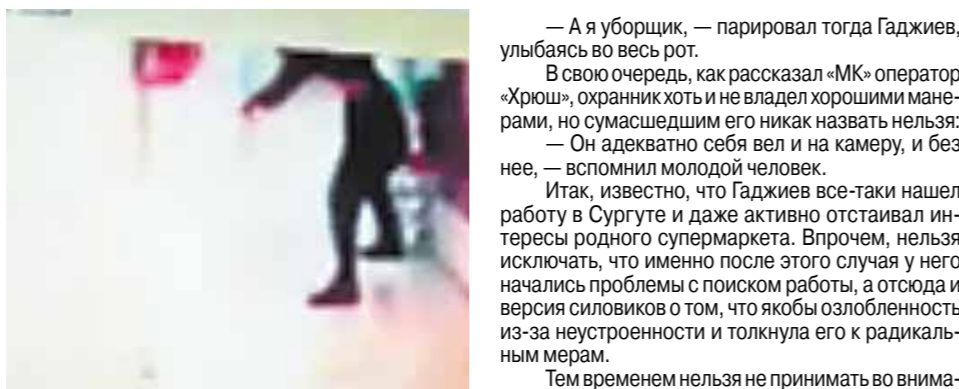 — А я уборщик, — парировал тогда Гаджиев,
улыбаясь во весь рот.
В свою очередь, как рассказал «МК» оператор
«Хрюш», охранник хоть и не владел хорошими мане-
рами, но сумасшедшим его никак назвать нельзя:
— Он адекватно себя вел и на камеру, и без
нее, — вспомнил молодой человек.
Итак, известно, что Гаджиев все-таки нашел
работу в Сургуте и даже активно отстаивал ин-
тересы родного супермаркета. Впрочем, нельзя
исключать, что именно после этого случая у него
начались проблемы с поиском работы, а отсюда и
версия силовиков о том, что якобы озлобленность
из-за неустроенности и толкнула его к радикаль-
ным мерам.
Тем временем нельзя не принимать во внима-